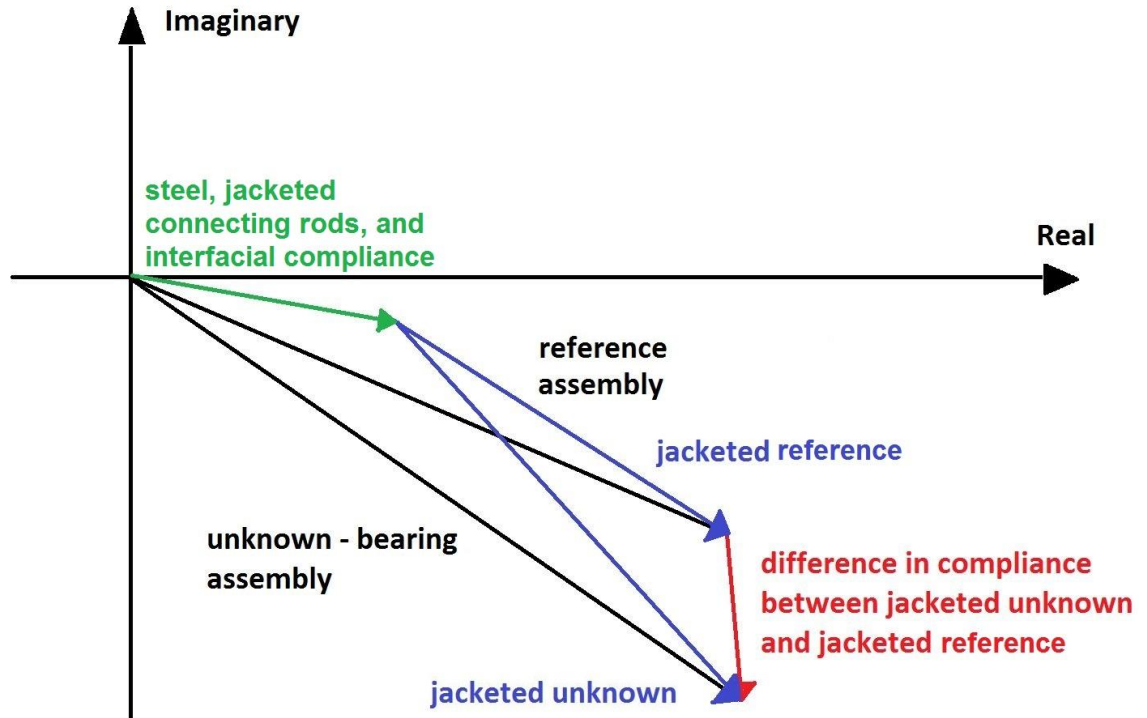 Imaginary
steel, jacketed
connecting rods, and
interfacial compliance
Real
reference
assembly
jacketed reference
unknown - bearing
assembly
difference in compliance
between jacketed unknown
and jacketed reference
jacketed unknown